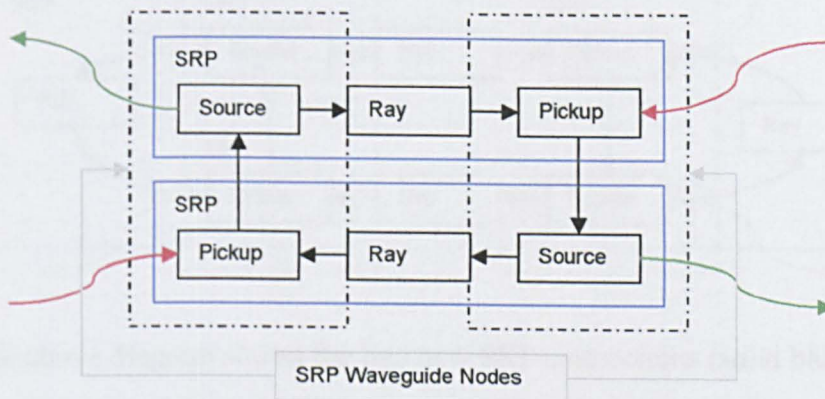 SRP
Source Ray Pickup
SRP
Pickup Ray Source
SRP Waveguide Nodes